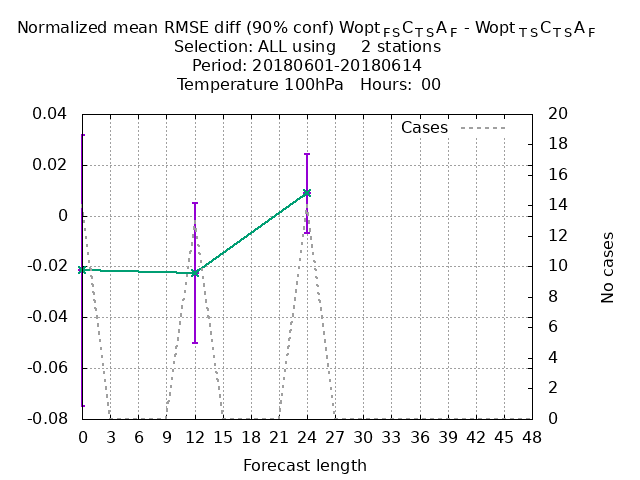 Normalized mean RMSE diff (90% conf) Wopt FS C TS A F - Wopt TS C TS A F
Selection: ALL using 2 stations
Period: 20180601-20180614
Temperature 100hPa Hours: 00
Cases
0.04
0.02
0
-0.02
-0.04
-0.06
-0.08
20
18
16
14
12
10
8
6
4
2
0
No cases
0 3 6 9 12 15 18 21 24 27 30 33 36 39 42 45 48
Forecast length